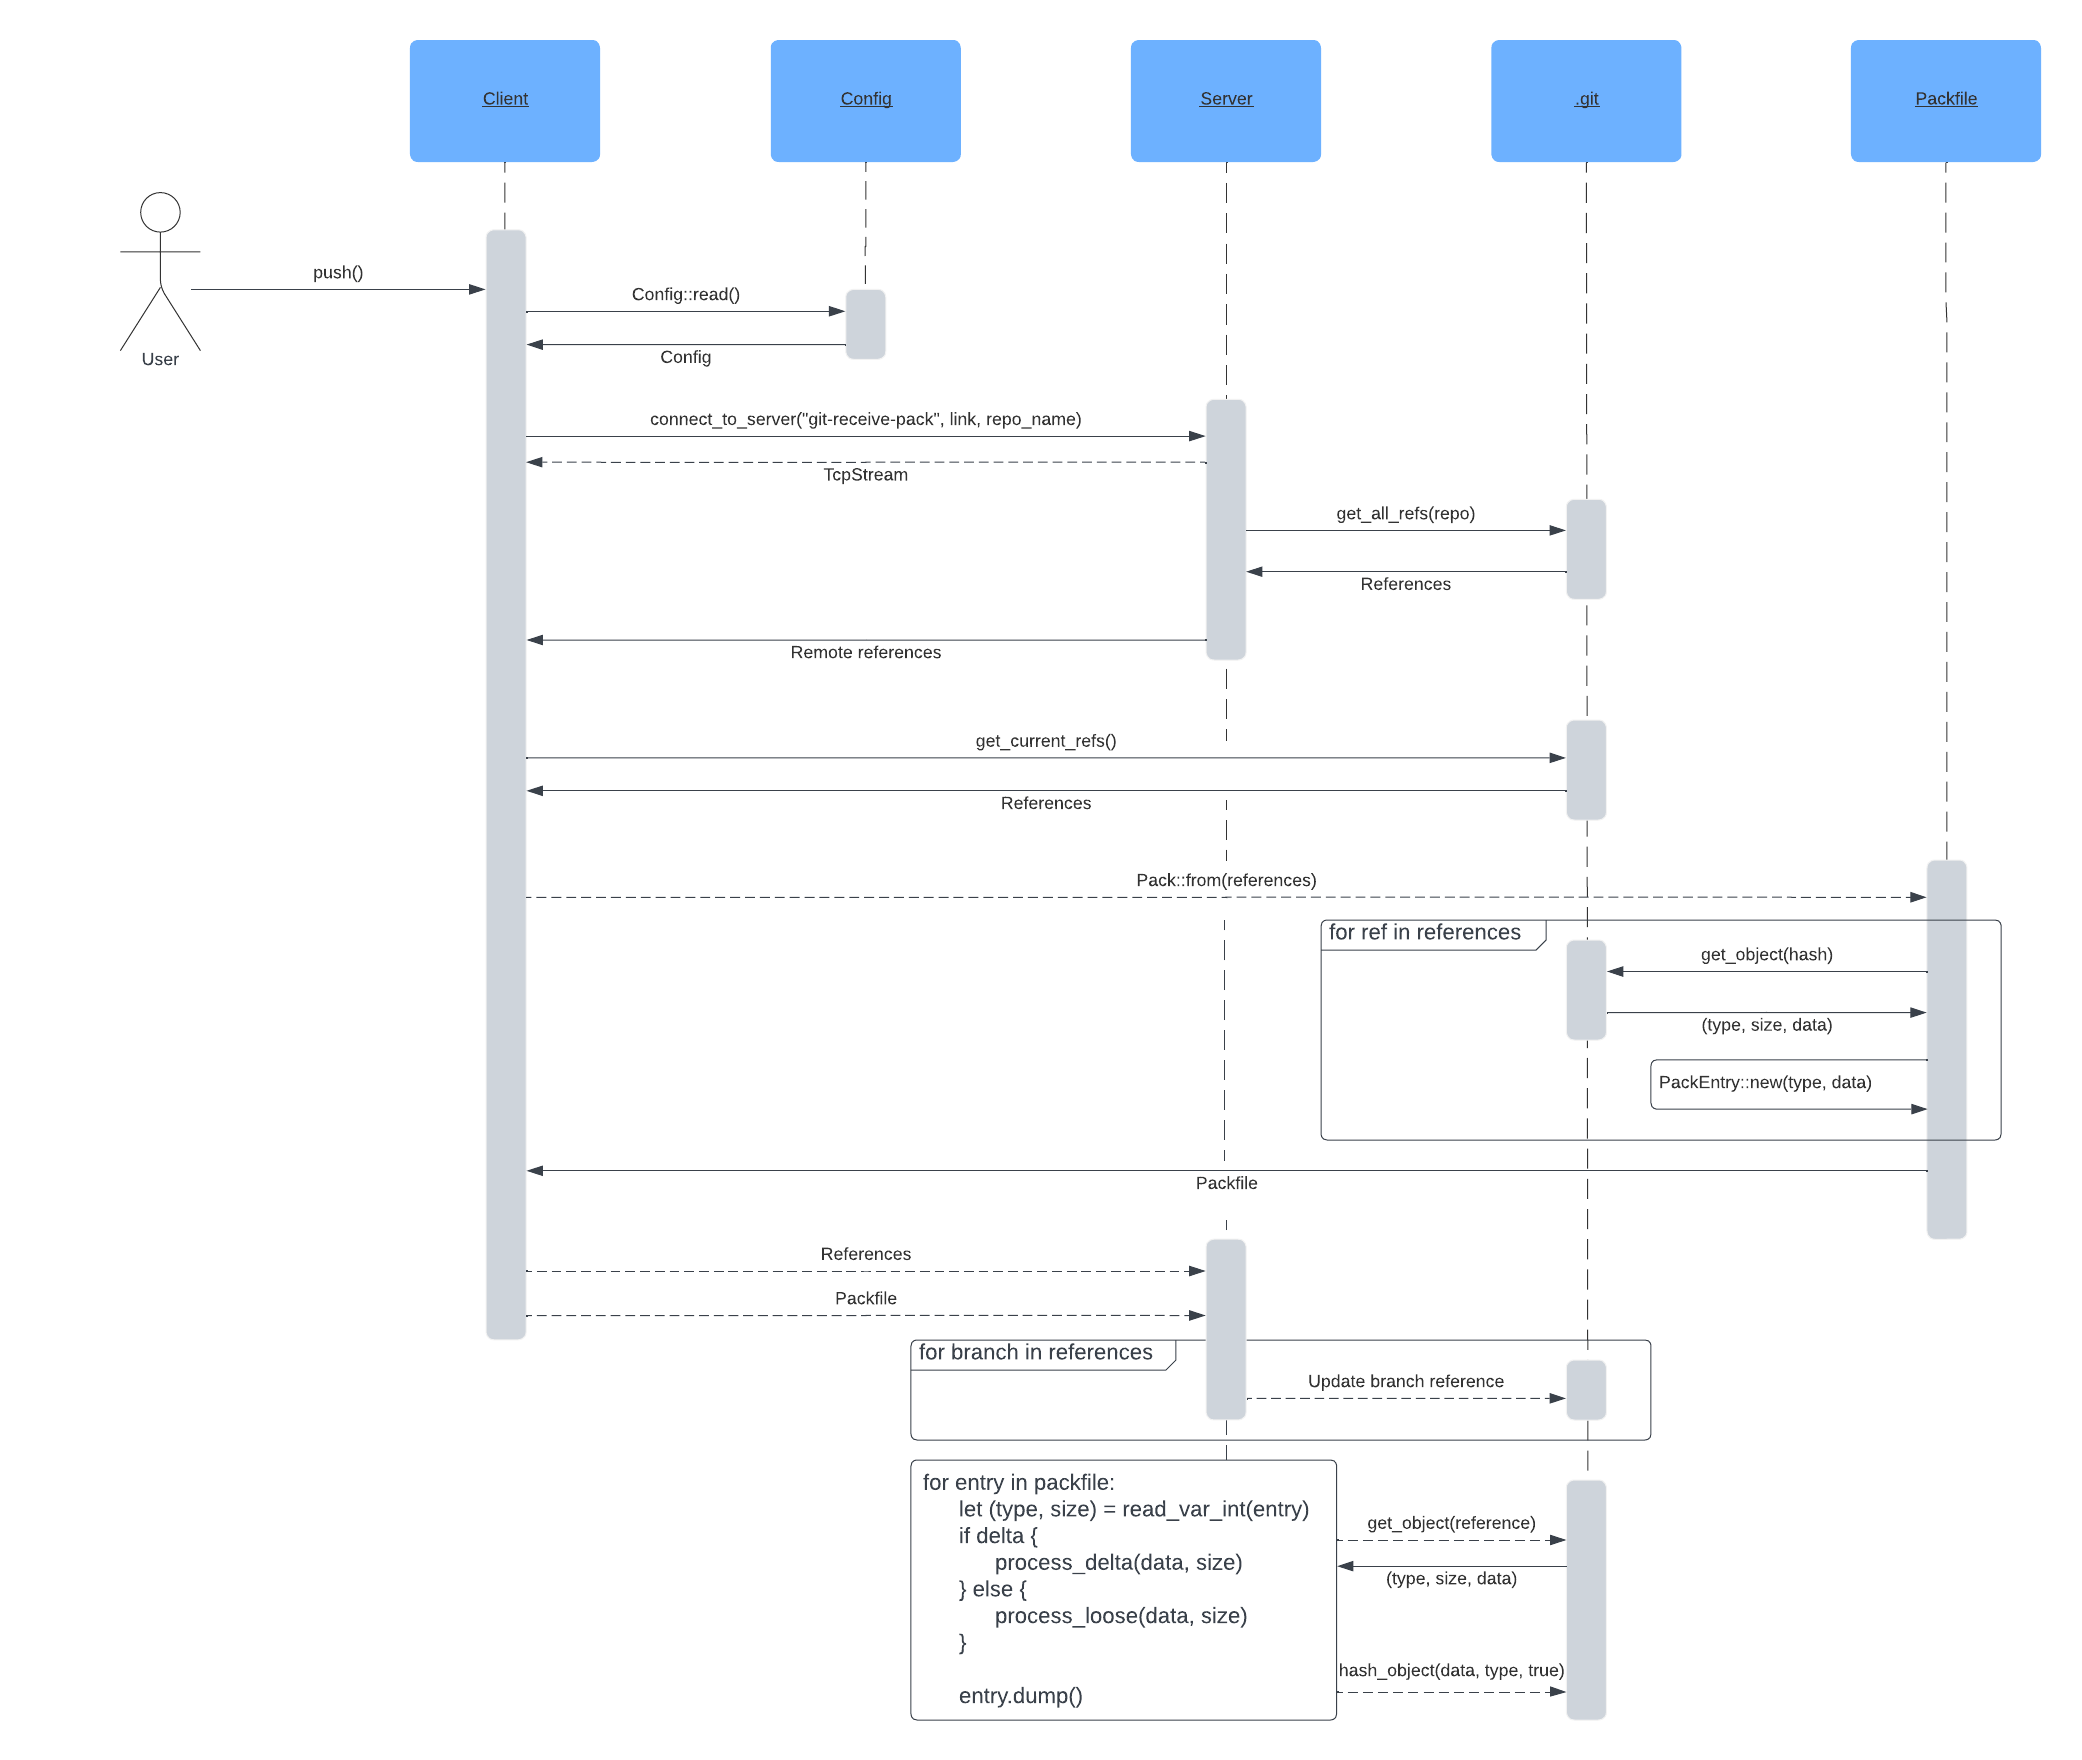 Client
Config
Server
.git
Packfile
push()
User
Config::read()
Config
connect_to_server("git-receive-pack", link, repo_name)
TcpStream
get_all_refs(repo)
References
Remote references
get_current_refs()
References
Pack::from(references)
for ref in references
get_object(hash)
(type, size, data)
PackEntry::new(type, data)
Packfile
References
Packfile
for branch in references
Update branch reference
for entry in packfile:
let (type, size) = read_var_int(entry)
if delta {
process_delta(data, size)
} else {
process_loose(data, size)
}
entry.dump()
get_object(reference)
(type, size, data)
hash_object(data, type, true)